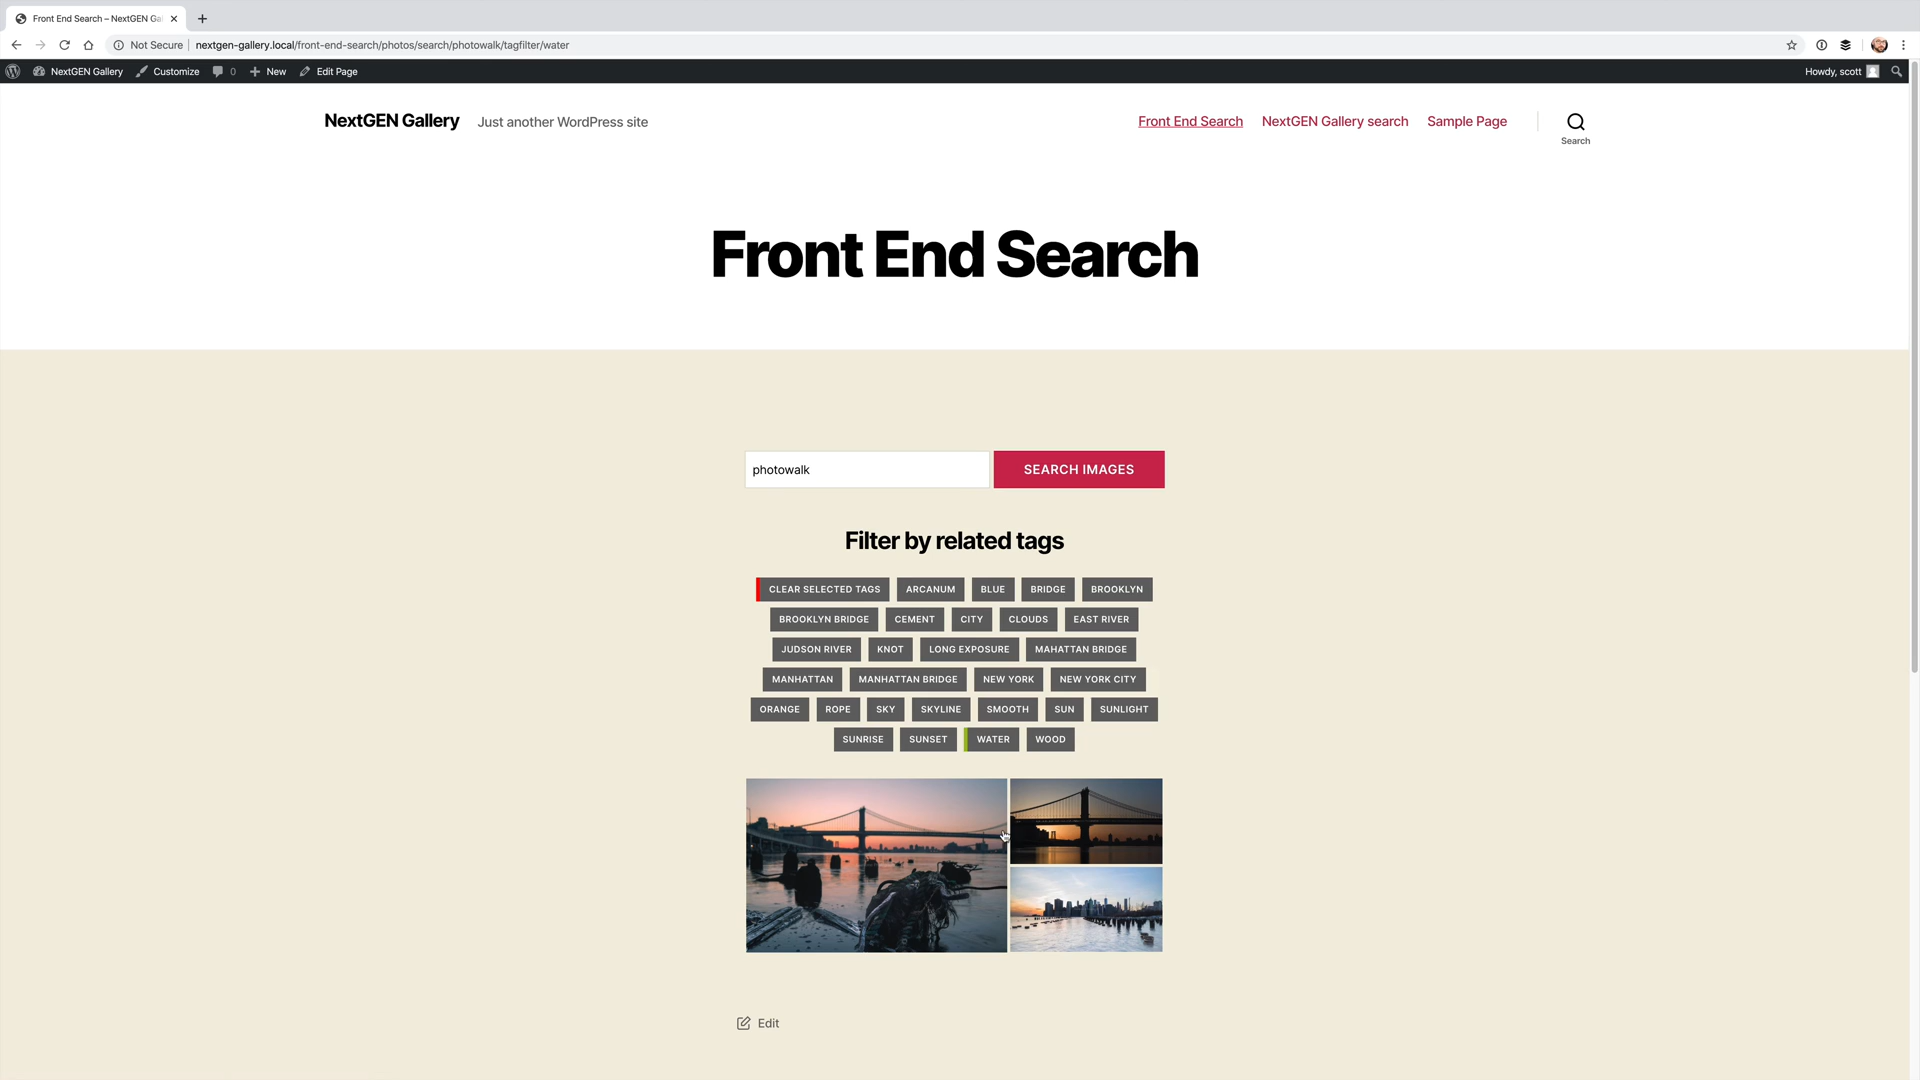 Front End Search – NextGEN Ga
Not Secure
nextgen-gallery.local/front-end-search/photos/search/photowalk/tagfilter/water
NextGEN Gallery
Customize
0
New
Edit Page
Howdy, scott
NextGEN Gallery
Just another WordPress site
Front End Search
NextGEN Gallery search
Sample Page
Search
Front End Search
photowalk
SEARCH IMAGES
Filter by related tags
CLEAR SELECTED TAGS ARCANUM BLUE BRIDGE BROOKLYN
BROOKLYN BRIDGE CEMENT CITY CLOUDS EAST RIVER
JUDSON RIVER KNOT LONG EXPOSURE MAHATTAN BRIDGE
MANHATTAN MANHATTAN BRIDGE NEW YORK NEW YORK CITY
ORANGE ROPE SKY SKYLINE SMOOTH SUN SUNLIGHT
SUNRISE SUNSET WATER WOOD
Edit